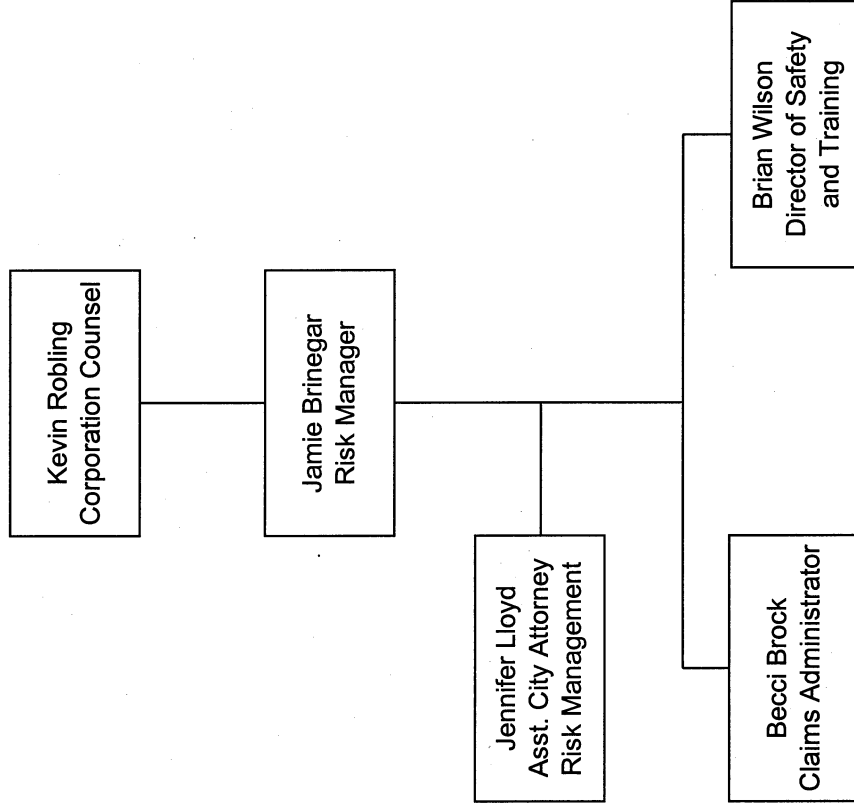 Kevin Robling
Corporation Counsel
Jamie Brinegar
Risk Manager
Jennifer Lloyd
Asst. City Attorney
Risk Management
Becci Brock
Claims Administrator
Brian Wilson
Director of Safety
and Training